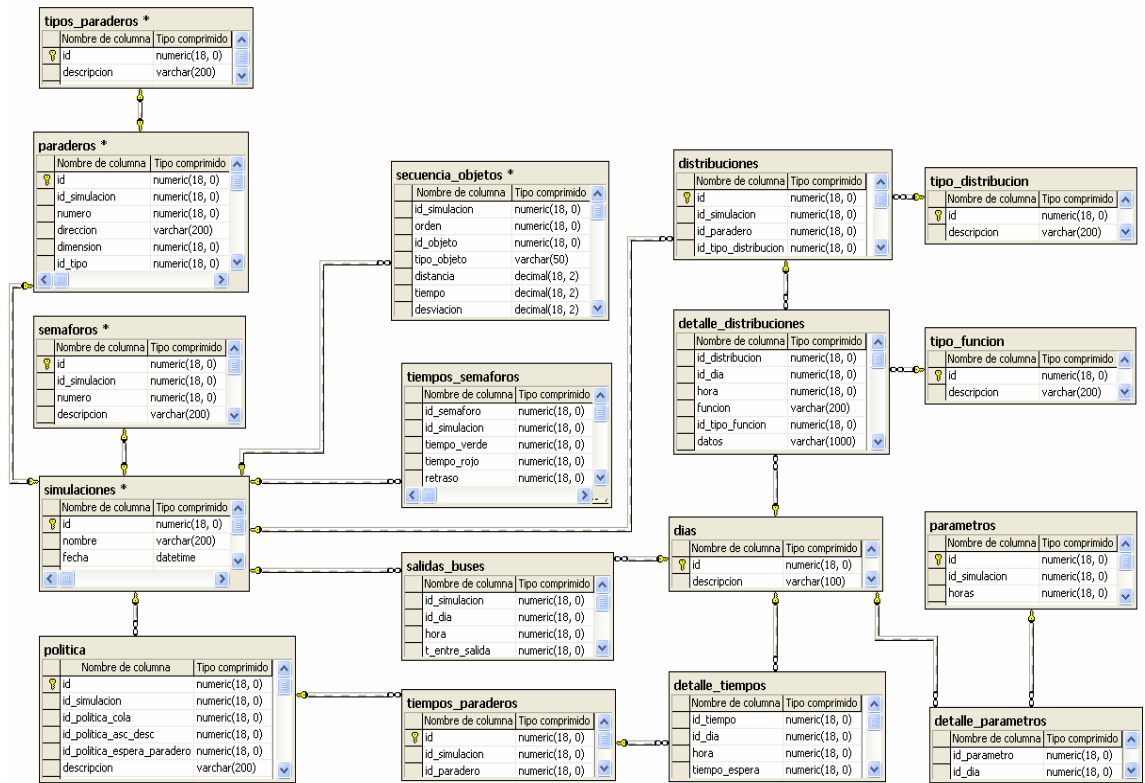 tipos_paraderos *
Nombre de columna Tipo comprimido
id numeric(18, 0)
descripcion varchar(200)
paraderos *
Nombre de columna Tipo comprimido
id numeric(18, 0)
id_simulacion numeric(18, 0)
numero numeric(18, 0)
direccion varchar(200)
dimension numeric(18, 0)
id_tipo numeric(18, 0)
semaforos *
Nombre de columna Tipo comprimido
id numeric(18, 0)
id_simulacion numeric(18, 0)
numero numeric(18, 0)
descripcion varchar(200)
simulaciones *
Nombre de columna Tipo comprimido
id numeric(18, 0)
nombre varchar(200)
fecha datetime
politica
Nombre de columna Tipo comprimido
id numeric(18, 0)
id_simulacion numeric(18, 0)
id_politica_cola numeric(18, 0)
id_politica_asc_desc numeric(18, 0)
id_politica_espera_paradero numeric(18, 0)
descripcion varchar(200)
secuencia_objetos *
Nombre de columna Tipo comprimido
id_simulacion numeric(18, 0)
orden numeric(18, 0)
id_objeto numeric(18, 0)
tipo_objeto varchar(50)
distancia decimal(18, 2)
tiempo decimal(18, 2)
desviacion decimal(18, 2)
tiempos_semaforos
Nombre de columna Tipo comprimido
id_semaforo numeric(18, 0)
id_simulacion numeric(18, 0)
tiempo_verde numeric(18, 0)
tiempo_rojo numeric(18, 0)
retraso numeric(18, 0)
salidas_buses
Nombre de columna Tipo comprimido
id_simulacion numeric(18, 0)
id_dia numeric(18, 0)
hora numeric(18, 0)
t_entre_salida numeric(18, 0)
tiempos_paraderos
Nombre de columna Tipo comprimido
id numeric(18, 0)
id_simulacion numeric(18, 0)
id_paradero numeric(18, 0)
distribuciones
Nombre de columna Tipo comprimido
id numeric(18, 0)
id_simulacion numeric(18, 0)
id_paradero numeric(18, 0)
id_tipo_distribucion numeric(18, 0)
detalle_distribuciones
Nombre de columna Tipo comprimido
id_distribucion numeric(18, 0)
id_dia numeric(18, 0)
hora numeric(18, 0)
funcion varchar(200)
id_tipo_funcion numeric(18, 0)
datos varchar(1000)
dias
Nombre de columna Tipo comprimido
id numeric(18, 0)
descripcion varchar(100)
detalle_tiempos
Nombre de columna Tipo comprimido
id_tiempo numeric(18, 0)
id_dia numeric(18, 0)
hora numeric(18, 0)
tiempo_espera numeric(18, 0)
tipo_distribucion
Nombre de columna Tipo comprimido
id numeric(18, 0)
descripcion varchar(200)
tipo_funcion
Nombre de columna Tipo comprimido
id numeric(18, 0)
descripcion varchar(200)
parametros
Nombre de columna Tipo comprimido
id numeric(18, 0)
id_simulacion numeric(18, 0)
horas numeric(18, 0)
detalle_parametros
Nombre de columna Tipo comprimido
id_parametro numeric(18, 0)
id_dia numeric(18, 0)